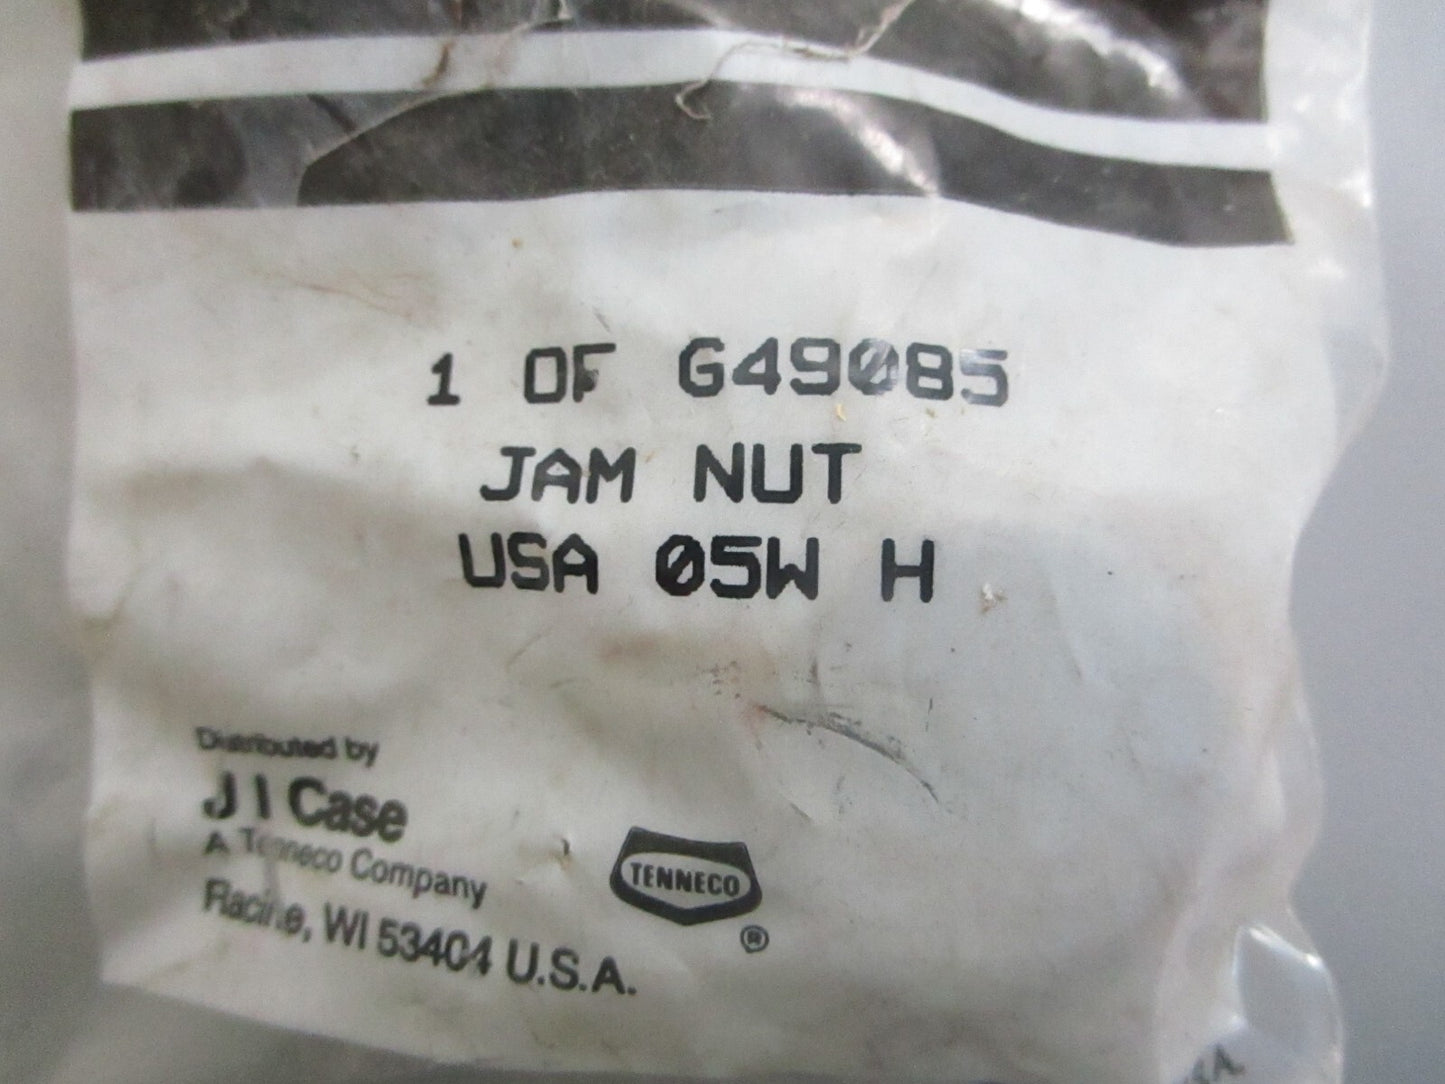 1 OF G49085
JAM NUT
USA 05W H
Distributed by
J I Case
A Tenneco Company
Racine, WI 53404 U.S.A.
TENNECO
®